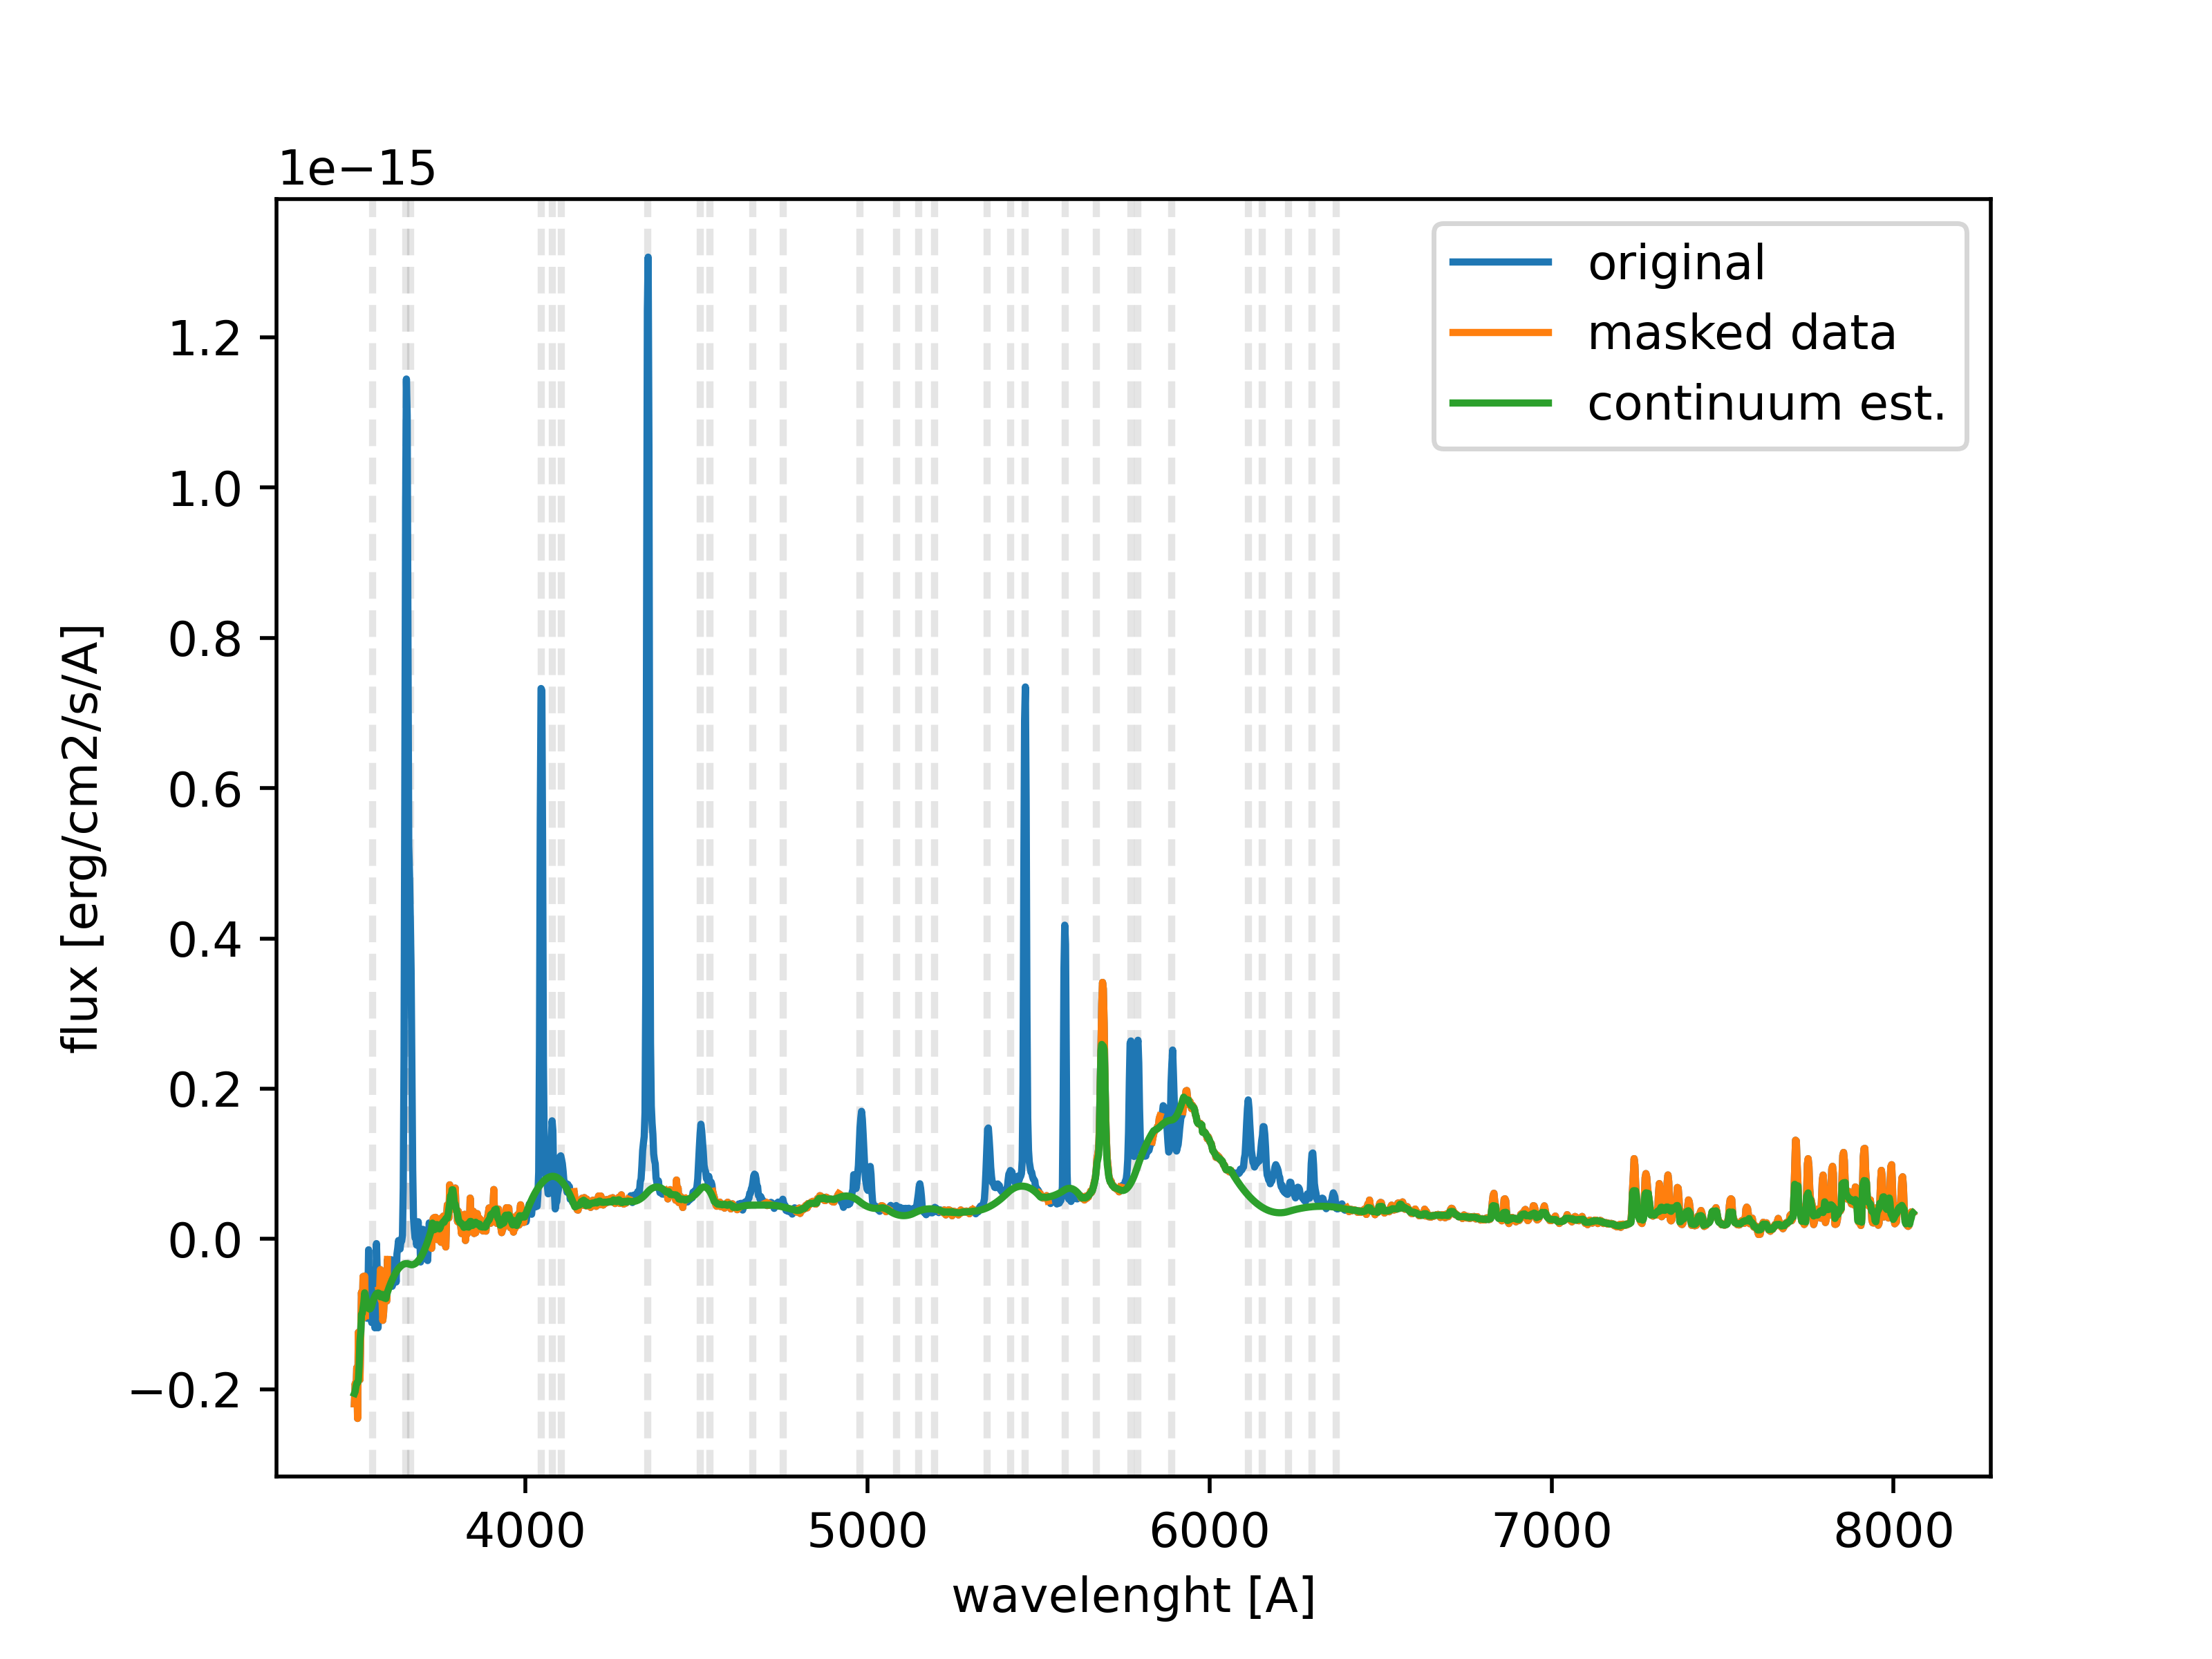 1e−15
original
masked data
continuum est.
1.2
1.0
0.8
0.6
0.4
0.2
0.0
−0.2
flux [erg/cm2/s/A]
4000 5000 6000 7000 8000
wavelenght [A]